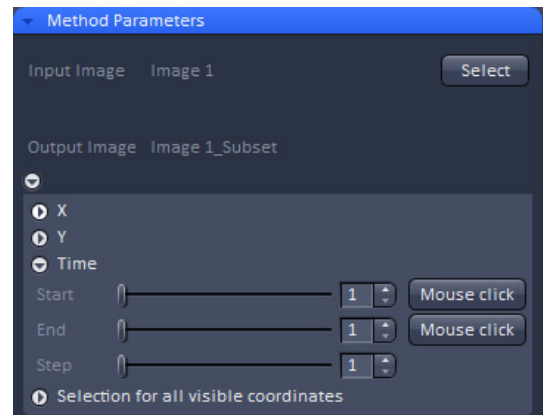 Method Parameters
Input Image Image 1 Select
Output Image Image 1_Subset
X
Y
Time
Start 1 Mouse click
End 1 Mouse click
Step 1
Selection for all visible coordinates